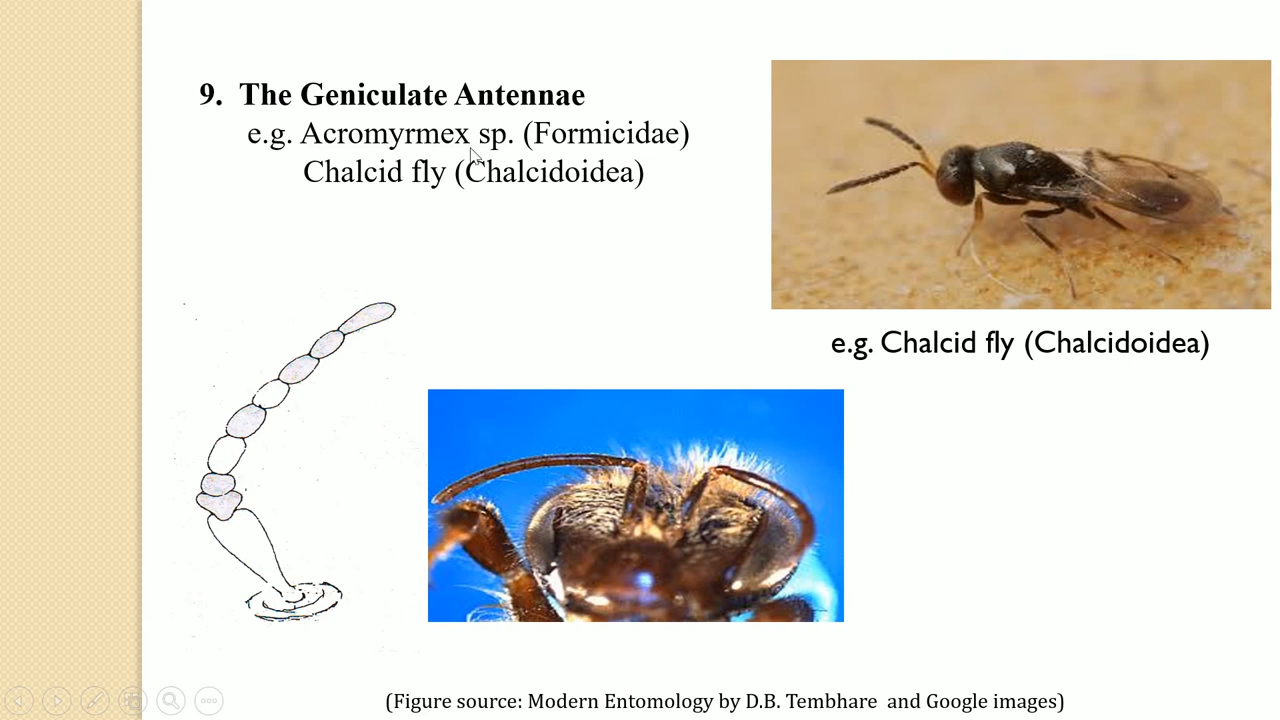 9. The Geniculate Antennae
e.g. Acromyrmex sp. (Formicidae)
Chalcid fly (Chalcidoidea)
e.g. Chalcid fly (Chalcidoidea)
(Figure source: Modern Entomology by D.B. Tembhare and Google images)